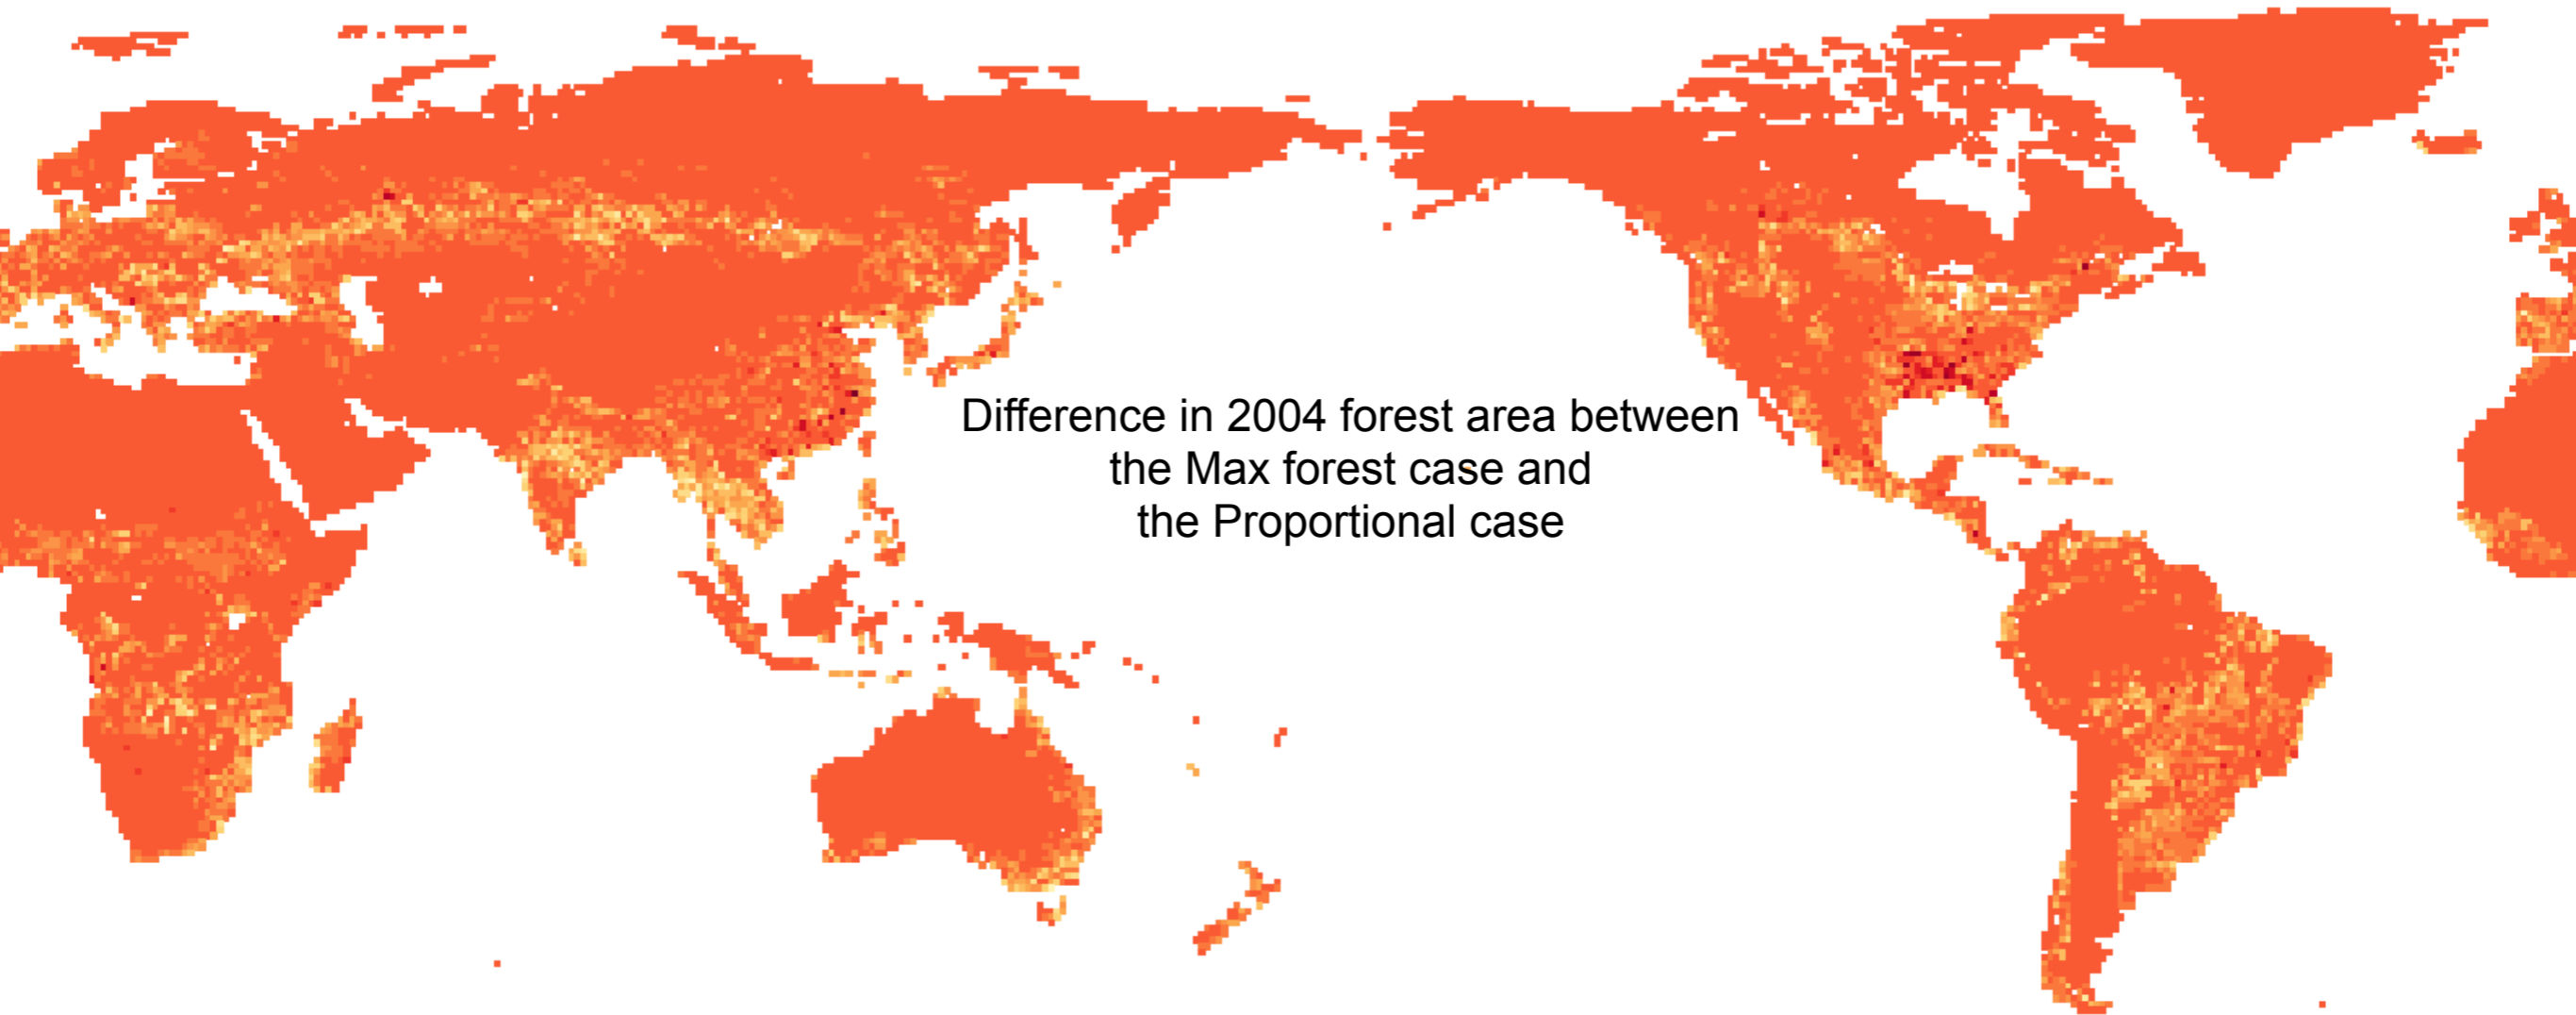 Difference in 2004 forest area between
the Max forest case and
the Proportional case